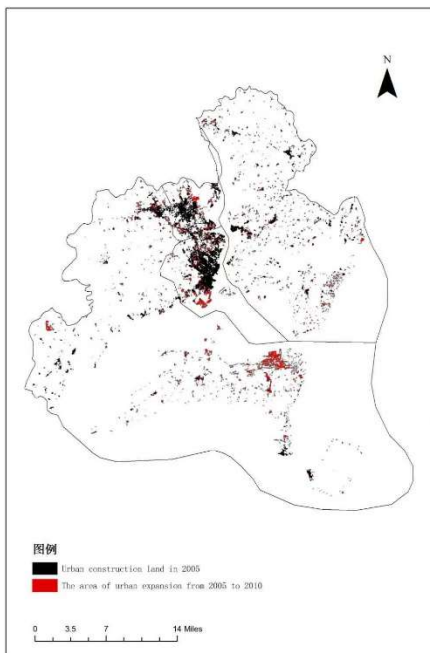 N
图例
Urban construction land in 2005
The area of urban expansion from 2005 to 2010
0 3.5 7 14 Miles